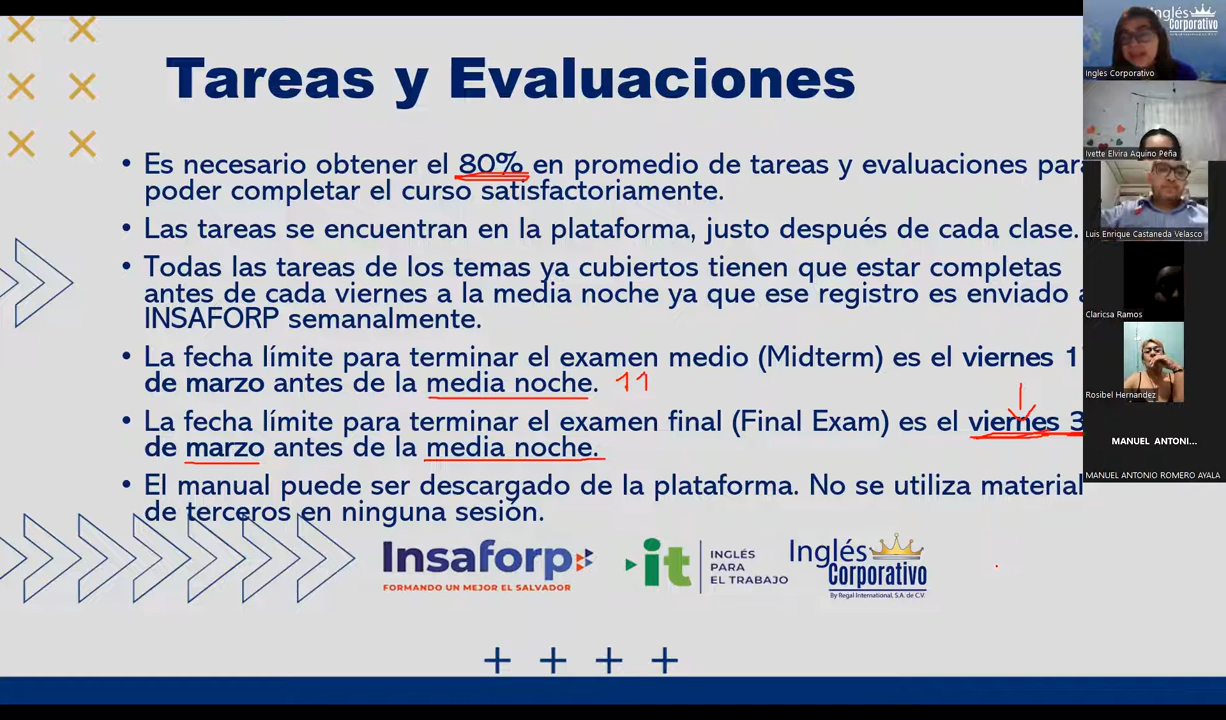 Tareas y Evaluaciones
• Es necesario obtener el 80% en promedio de tareas y evaluaciones para
poder completar el curso satisfactoriamente.
• Las tareas se encuentran en la plataforma, justo después de cada clase.
• Todas las tareas de los temas ya cubiertos tienen que estar completas
antes de cada viernes a la media noche ya que ese registro es enviado a
INSAFORP semanalmente.
• La fecha límite para terminar el examen medio (Midterm) es el viernes 1
de marzo antes de la media noche. 11
• La fecha límite para terminar el examen final (Final Exam) es el viernes 3
de marzo antes de la media noche.
• El manual puede ser descargado de la plataforma. No se utiliza material
de terceros en ninguna sesión.
Insaforp
FORMANDO UN MEJOR EL SALVADOR
it
INGLÉS
PARA
EL TRABAJO
Inglés
Corporativo
By Regal International, S.A. de C.V.
Inglés
Corporativo
Ingles Corporativo
Ivette Elvira Aquino Peña
Luis Enrique Castaneda Velasco
Claricsa Ramos
Rosibel Hernandez
MANUEL ANTONI...
MANUEL ANTONIO ROMERO AYALA